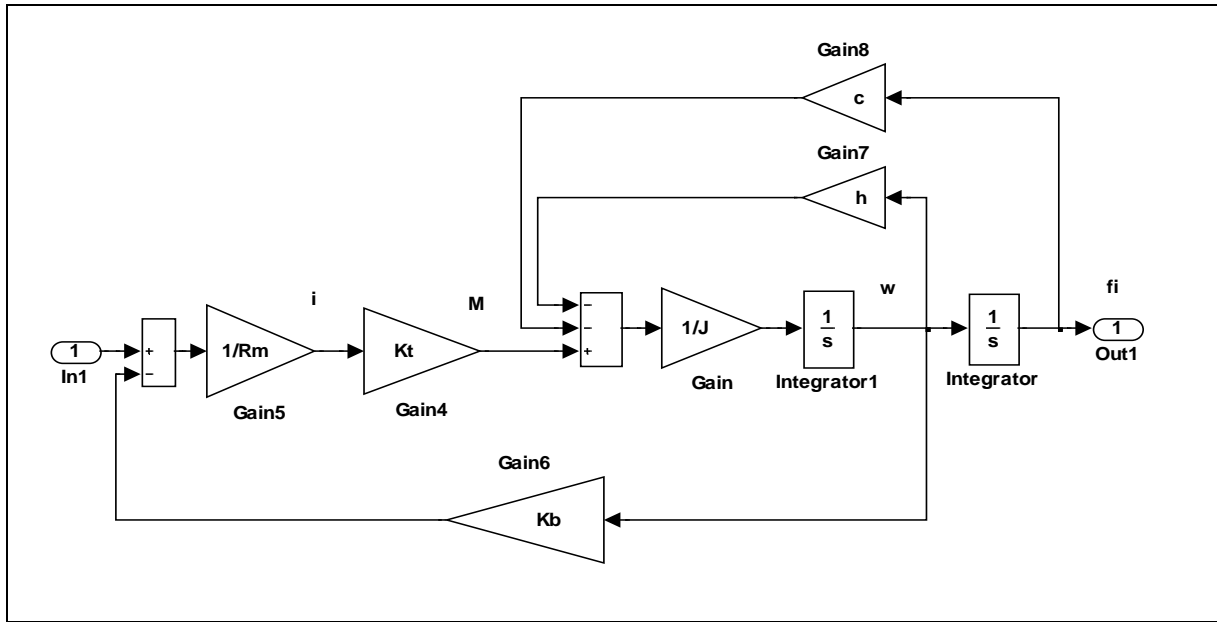 Gain8
c
Gain7
h
i
M
w
fi
1
In1
+
−
1/Rm
Gain5
Kt
Gain4
−
−
+
1/J
Gain
1
s
Integrator1
1
s
Integrator
1
Out1
Gain6
Kb